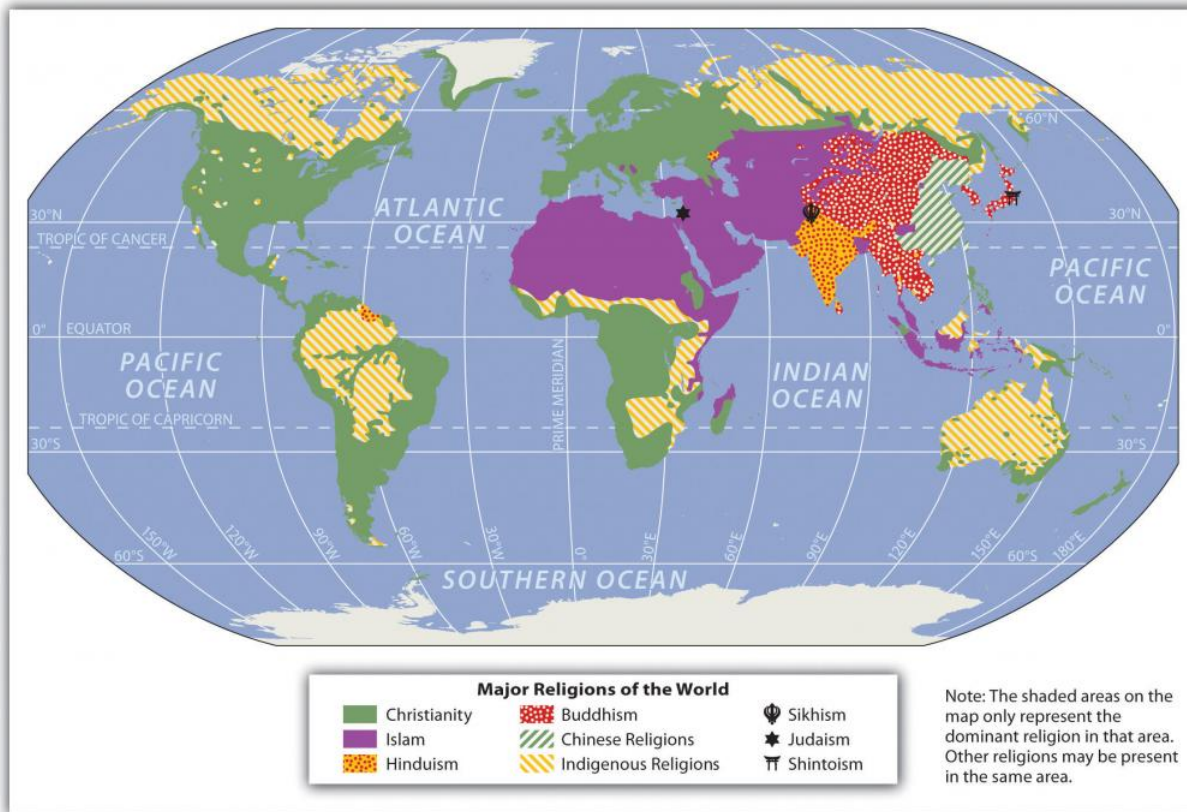 60°N
ATLANTIC
OCEAN
30°N
30°N
TROPIC OF CANCER
PACIFIC
OCEAN
0°
EQUATOR
0°
PACIFIC
OCEAN
PRIME MERIDIAN
INDIAN
OCEAN
TROPIC OF CAPRICORN
30°S
30°S
150°W
120°W
90°W
60°W
30°W
0°
30°E
60°E
90°E
120°E
150°E
180°E
60°S
60°S
SOUTHERN OCEAN
Major Religions of the World
Christianity
Islam
Hinduism
Buddhism
Chinese Religions
Indigenous Religions
Sikhism
Judaism
Shintoism
Note: The shaded areas on the
map only represent the
dominant religion in that area.
Other religions may be present
in the same area.